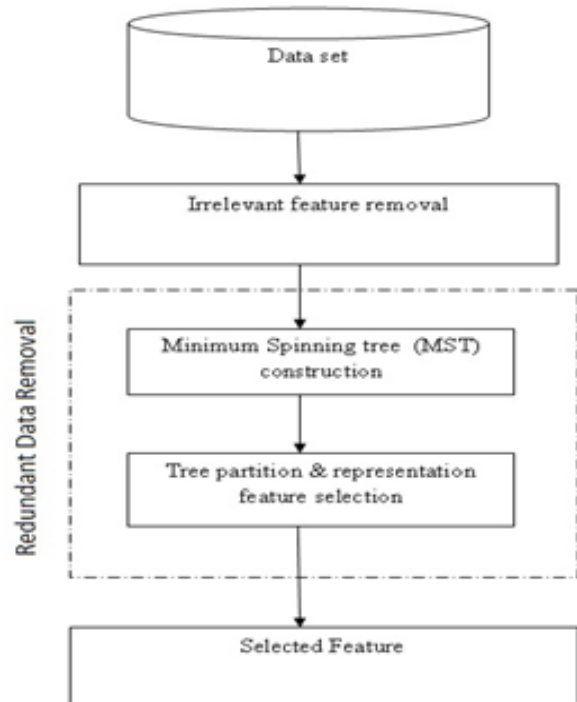 Data set
Irrelevant feature removal
Redundant Data Removal
Minimum Spinning tree (MST)
construction
Tree partition & representation
feature selection
Selected Feature